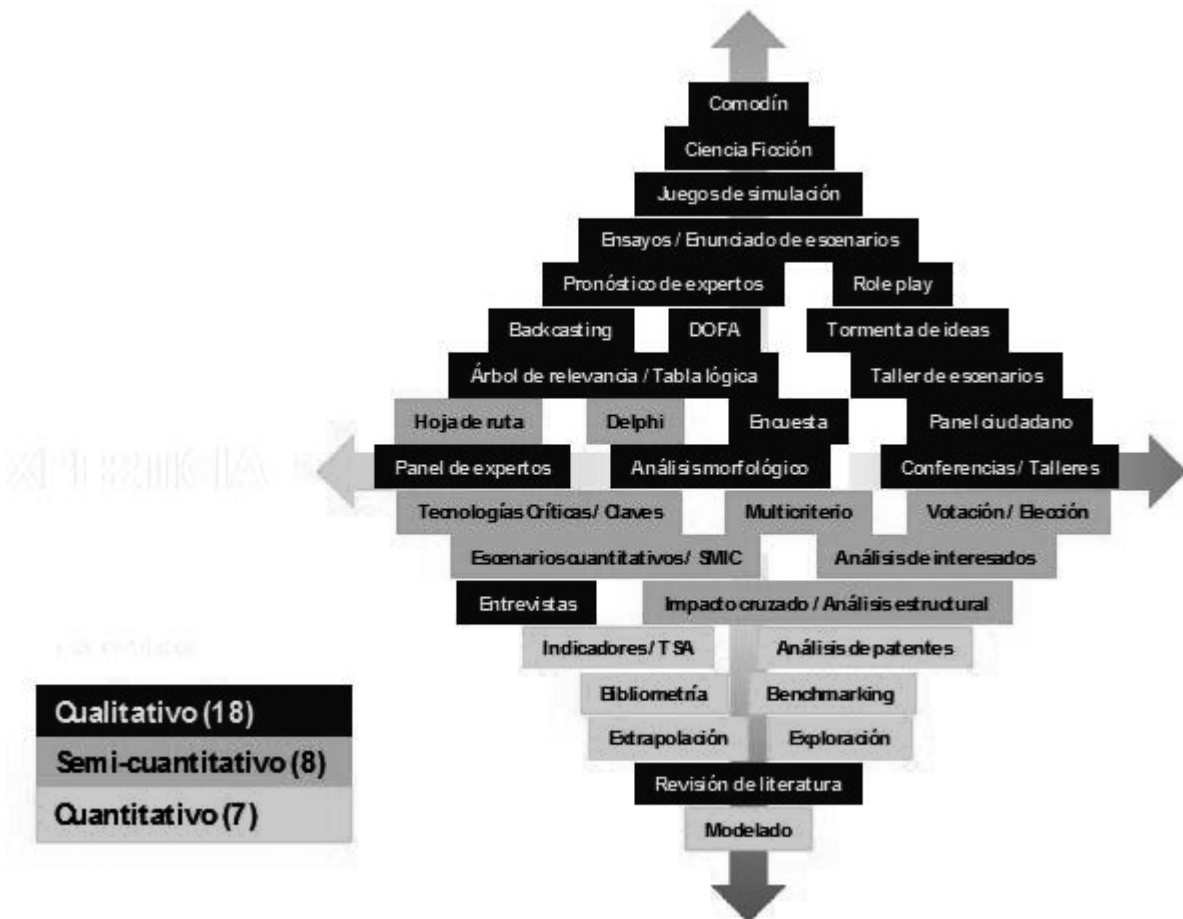 Comodín
Ciencia Ficción
Juegos de simulación
Ensayos / Enunciado de escenarios
Pronóstico de expertos
Role play
Backcasting
DOFA
Tormenta de ideas
Árbol de relevancia / Tabla lógica
Taller de escenarios
Hoja de ruta
Delphi
Encuesta
Panel ciudadano
Panel de expertos
Análisis morfológico
Conferencias / Talleres
Tecnologías Críticas / Claves
Multicriterio
Votación / Elección
Escenarios cuantitativos / SMIC
Análisis de interesados
Entrevistas
Impacto cruzado / Análisis estructural
Indicadores / TSA
Análisis de patentes
Bibliometría
Benchmarking
Extrapolación
Exploración
Revisión de literatura
Modelado
Qualitativo (18)
Semi-cuantitativo (8)
Quantitativo (7)